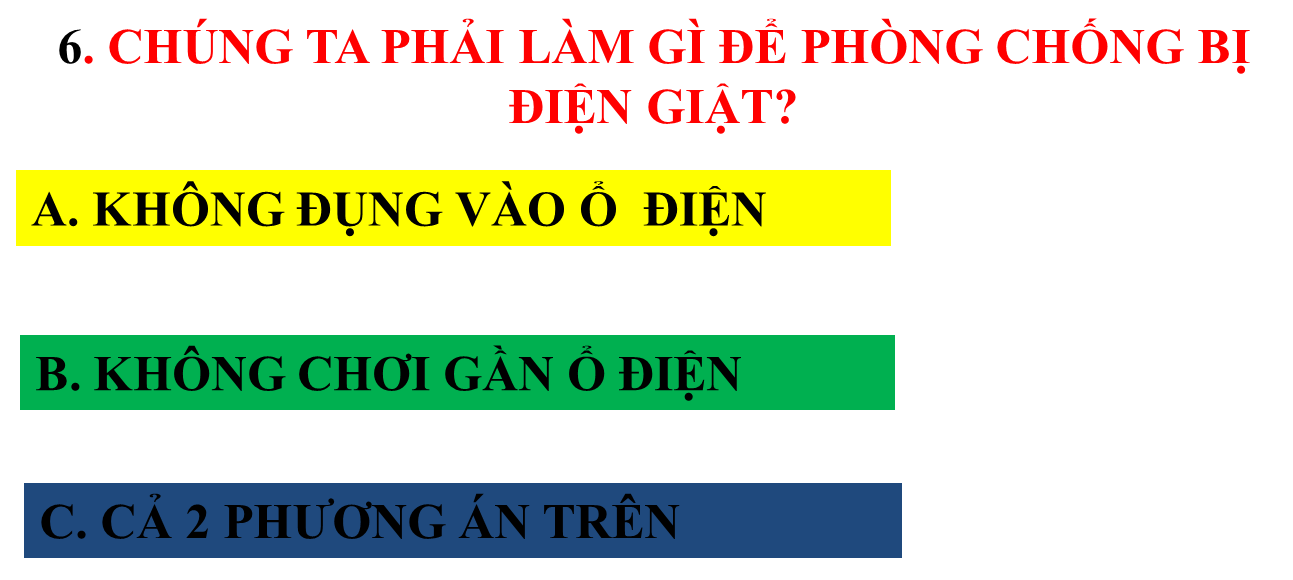 6. CHÚNG TA PHẢI LÀM GÌ ĐỂ PHÒNG CHỐNG BỊ
ĐIỆN GIẬT?
A. KHÔNG ĐỤNG VÀO Ổ ĐIỆN
B. KHÔNG CHƠI GẦN Ổ ĐIỆN
C. CẢ 2 PHƯƠNG ÁN TRÊN